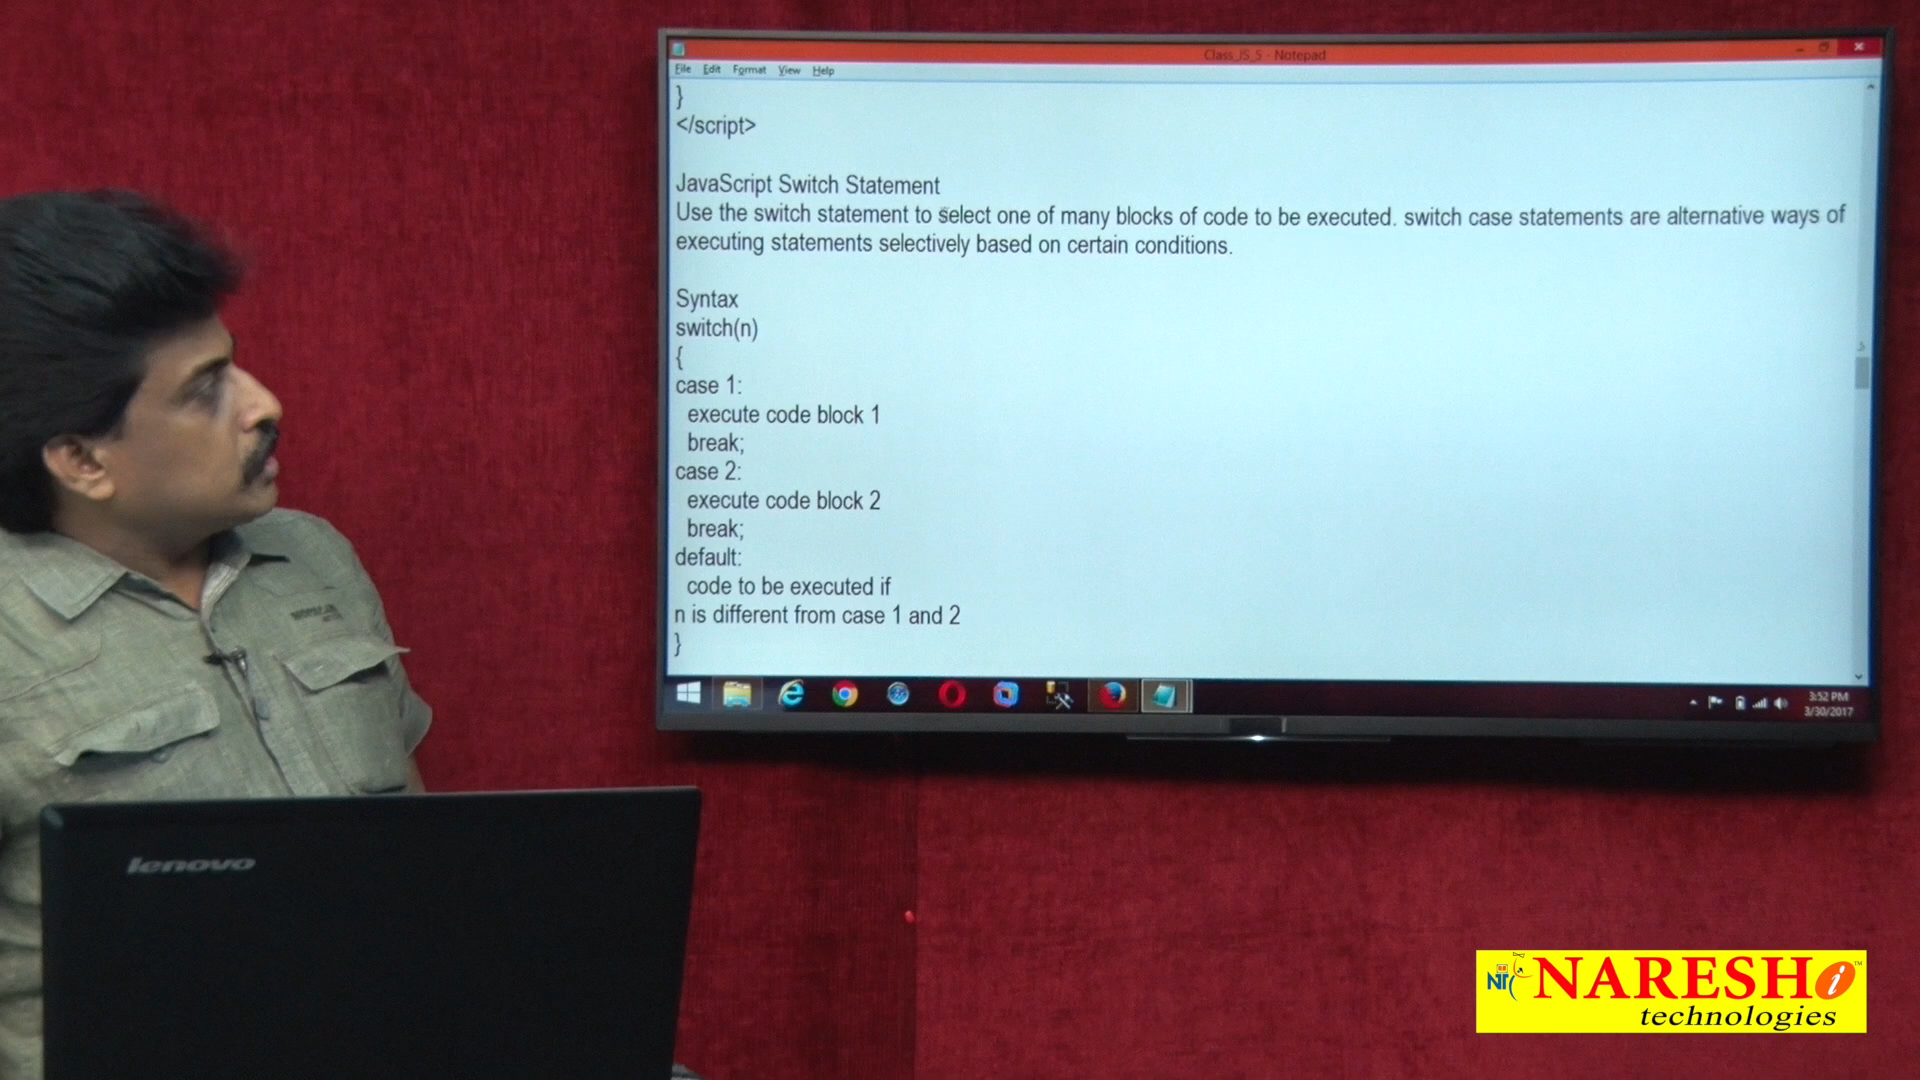 Class_JS_5 - Notepad
File Edit Format View Help
}
</script>
JavaScript Switch Statement
Use the switch statement to select one of many blocks of code to be executed. switch case statements are alternative ways of
executing statements selectively based on certain conditions.
Syntax
switch(n)
{
case 1:
execute code block 1
break;
case 2:
execute code block 2
break;
default:
code to be executed if
n is different from case 1 and 2
}
3:52 PM
3/30/2017
lenovo
NARESHi™
technologies